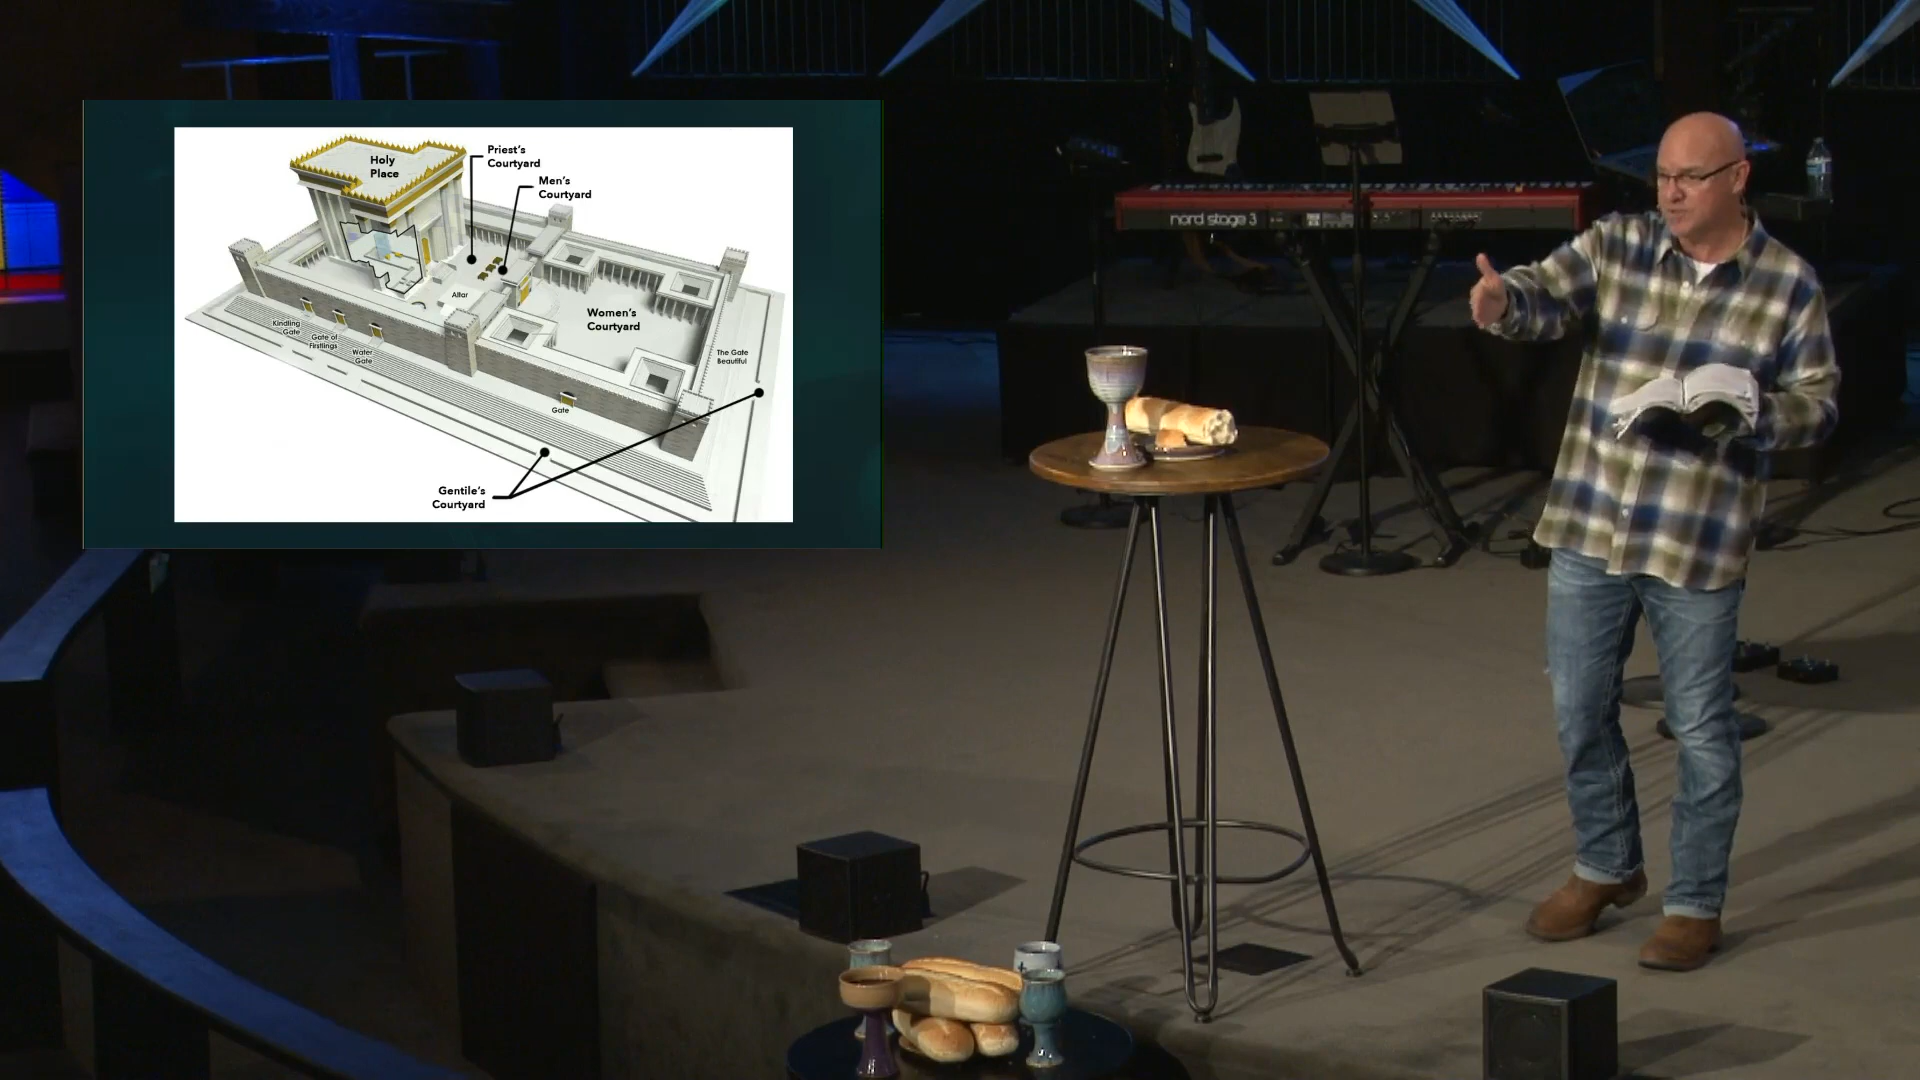 Holy
Place
Priest's
Courtyard
Men's
Courtyard
Altar
Women's
Courtyard
Kindling
Gate
Gate of
Firstlings
Water
Gate
The Gate
Beautiful
Gate
Gentile's
Courtyard
nord stage 3